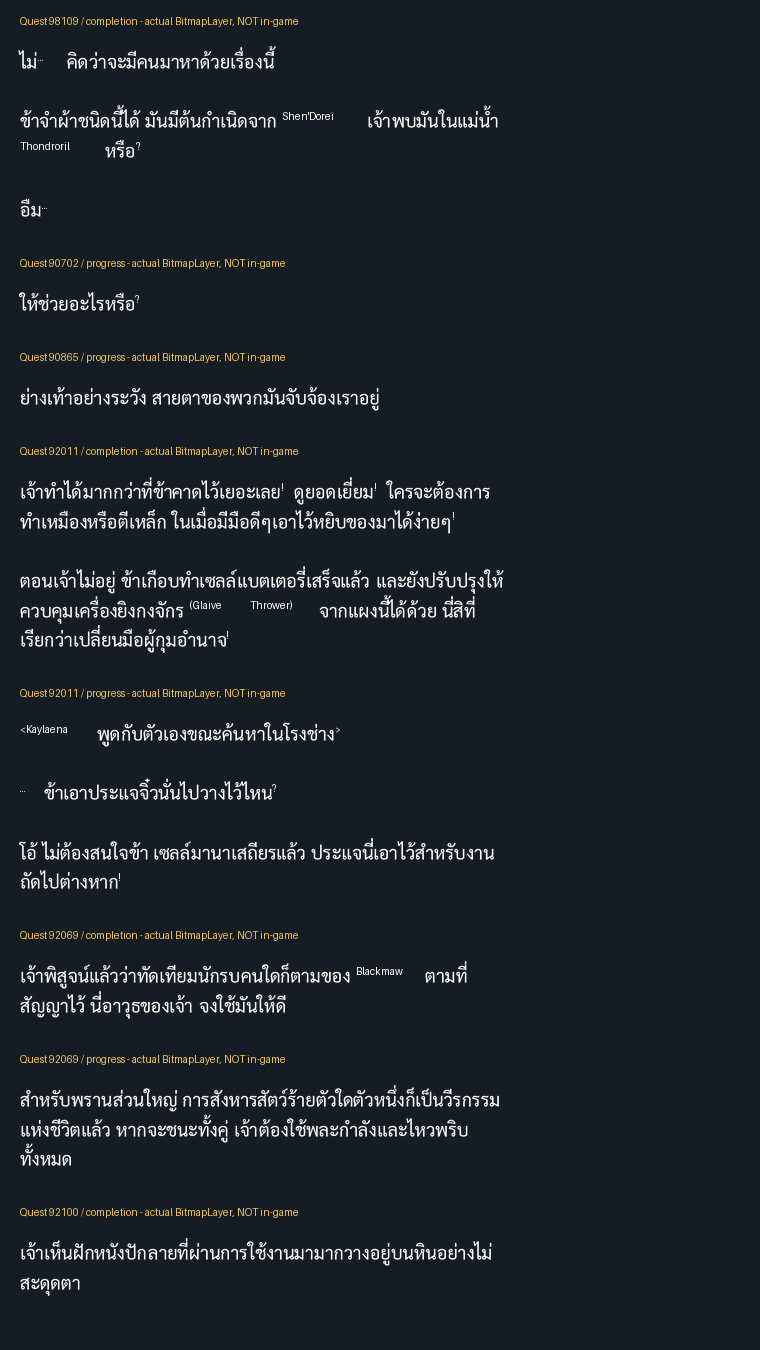 Quest 98109 / completion - actual BitmapLayer, NOT in-game
ไม่… คิดว่าจะมีคนมาหาด้วยเรื่องนี้
ข้าจำผ้าชนิดนี้ได้ มันมีต้นกำเนิดจาก Shen'Dorei เจ้าพบมันในแม่น้ำ
Thondroril หรือ?
อืม…
Quest 90702 / progress - actual BitmapLayer, NOT in-game
ให้ช่วยอะไรหรือ?
Quest 90865 / progress - actual BitmapLayer, NOT in-game
ย่างเท้าอย่างระวัง สายตาของพวกมันจับจ้องเราอยู่
Quest 92011 / completion - actual BitmapLayer, NOT in-game
เจ้าทำได้มากกว่าที่ข้าคาดไว้เยอะเลย! ดูยอดเยี่ยม! ใครจะต้องการ
ทำเหมืองหรือตีเหล็ก ในเมื่อมีมือดีๆเอาไว้หยิบของมาได้ง่ายๆ!
ตอนเจ้าไม่อยู่ ข้าเกือบทำเซลล์แบตเตอรี่เสร็จแล้ว และยังปรับปรุงให้
ควบคุมเครื่องยิงกงจักร (Glaive Thrower) จากแผงนี้ได้ด้วย นี่สิที่
เรียกว่าเปลี่ยนมือผู้กุมอำนาจ!
Quest 92011 / progress - actual BitmapLayer, NOT in-game
<Kaylaena พูดกับตัวเองขณะค้นหาในโรงช่าง>
… ข้าเอาประแจจิ๋วนั่นไปวางไว้ไหน?
โอ้ ไม่ต้องสนใจข้า เซลล์มานาเสถียรแล้ว ประแจนี่เอาไว้สำหรับงาน
ถัดไปต่างหาก!
Quest 92069 / completion - actual BitmapLayer, NOT in-game
เจ้าพิสูจน์แล้วว่าทัดเทียมนักรบคนใดก็ตามของ Blackmaw ตามที่
สัญญาไว้ นี่อาวุธของเจ้า จงใช้มันให้ดี
Quest 92069 / progress - actual BitmapLayer, NOT in-game
สำหรับพรานส่วนใหญ่ การสังหารสัตว์ร้ายตัวใดตัวหนึ่งก็เป็นวีรกรรม
แห่งชีวิตแล้ว หากจะชนะทั้งคู่ เจ้าต้องใช้พละกำลังและไหวพริบ
ทั้งหมด
Quest 92100 / completion - actual BitmapLayer, NOT in-game
เจ้าเห็นฝักหนังปักลายที่ผ่านการใช้งานมามากวางอยู่บนหินอย่างไม่
สะดุดตา